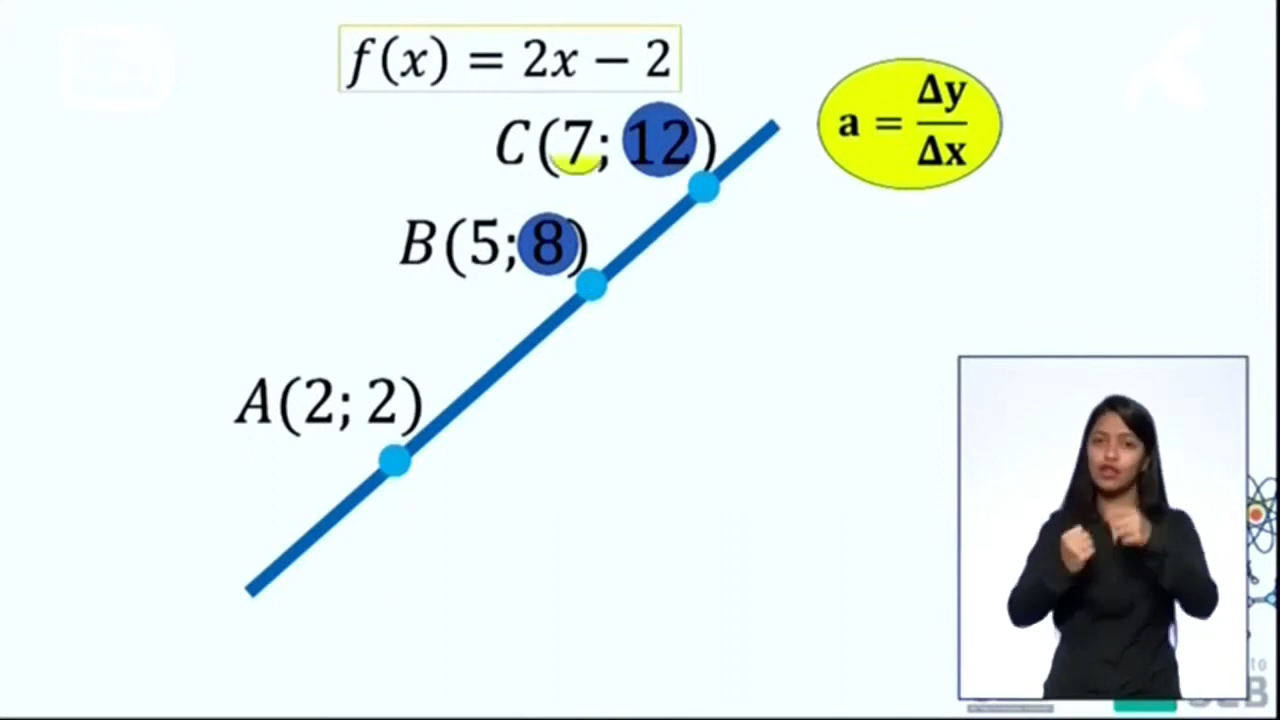 f(x) = 2x − 2
C(7; 12)
a = Δy/Δx
B(5; 8)
A(2; 2)